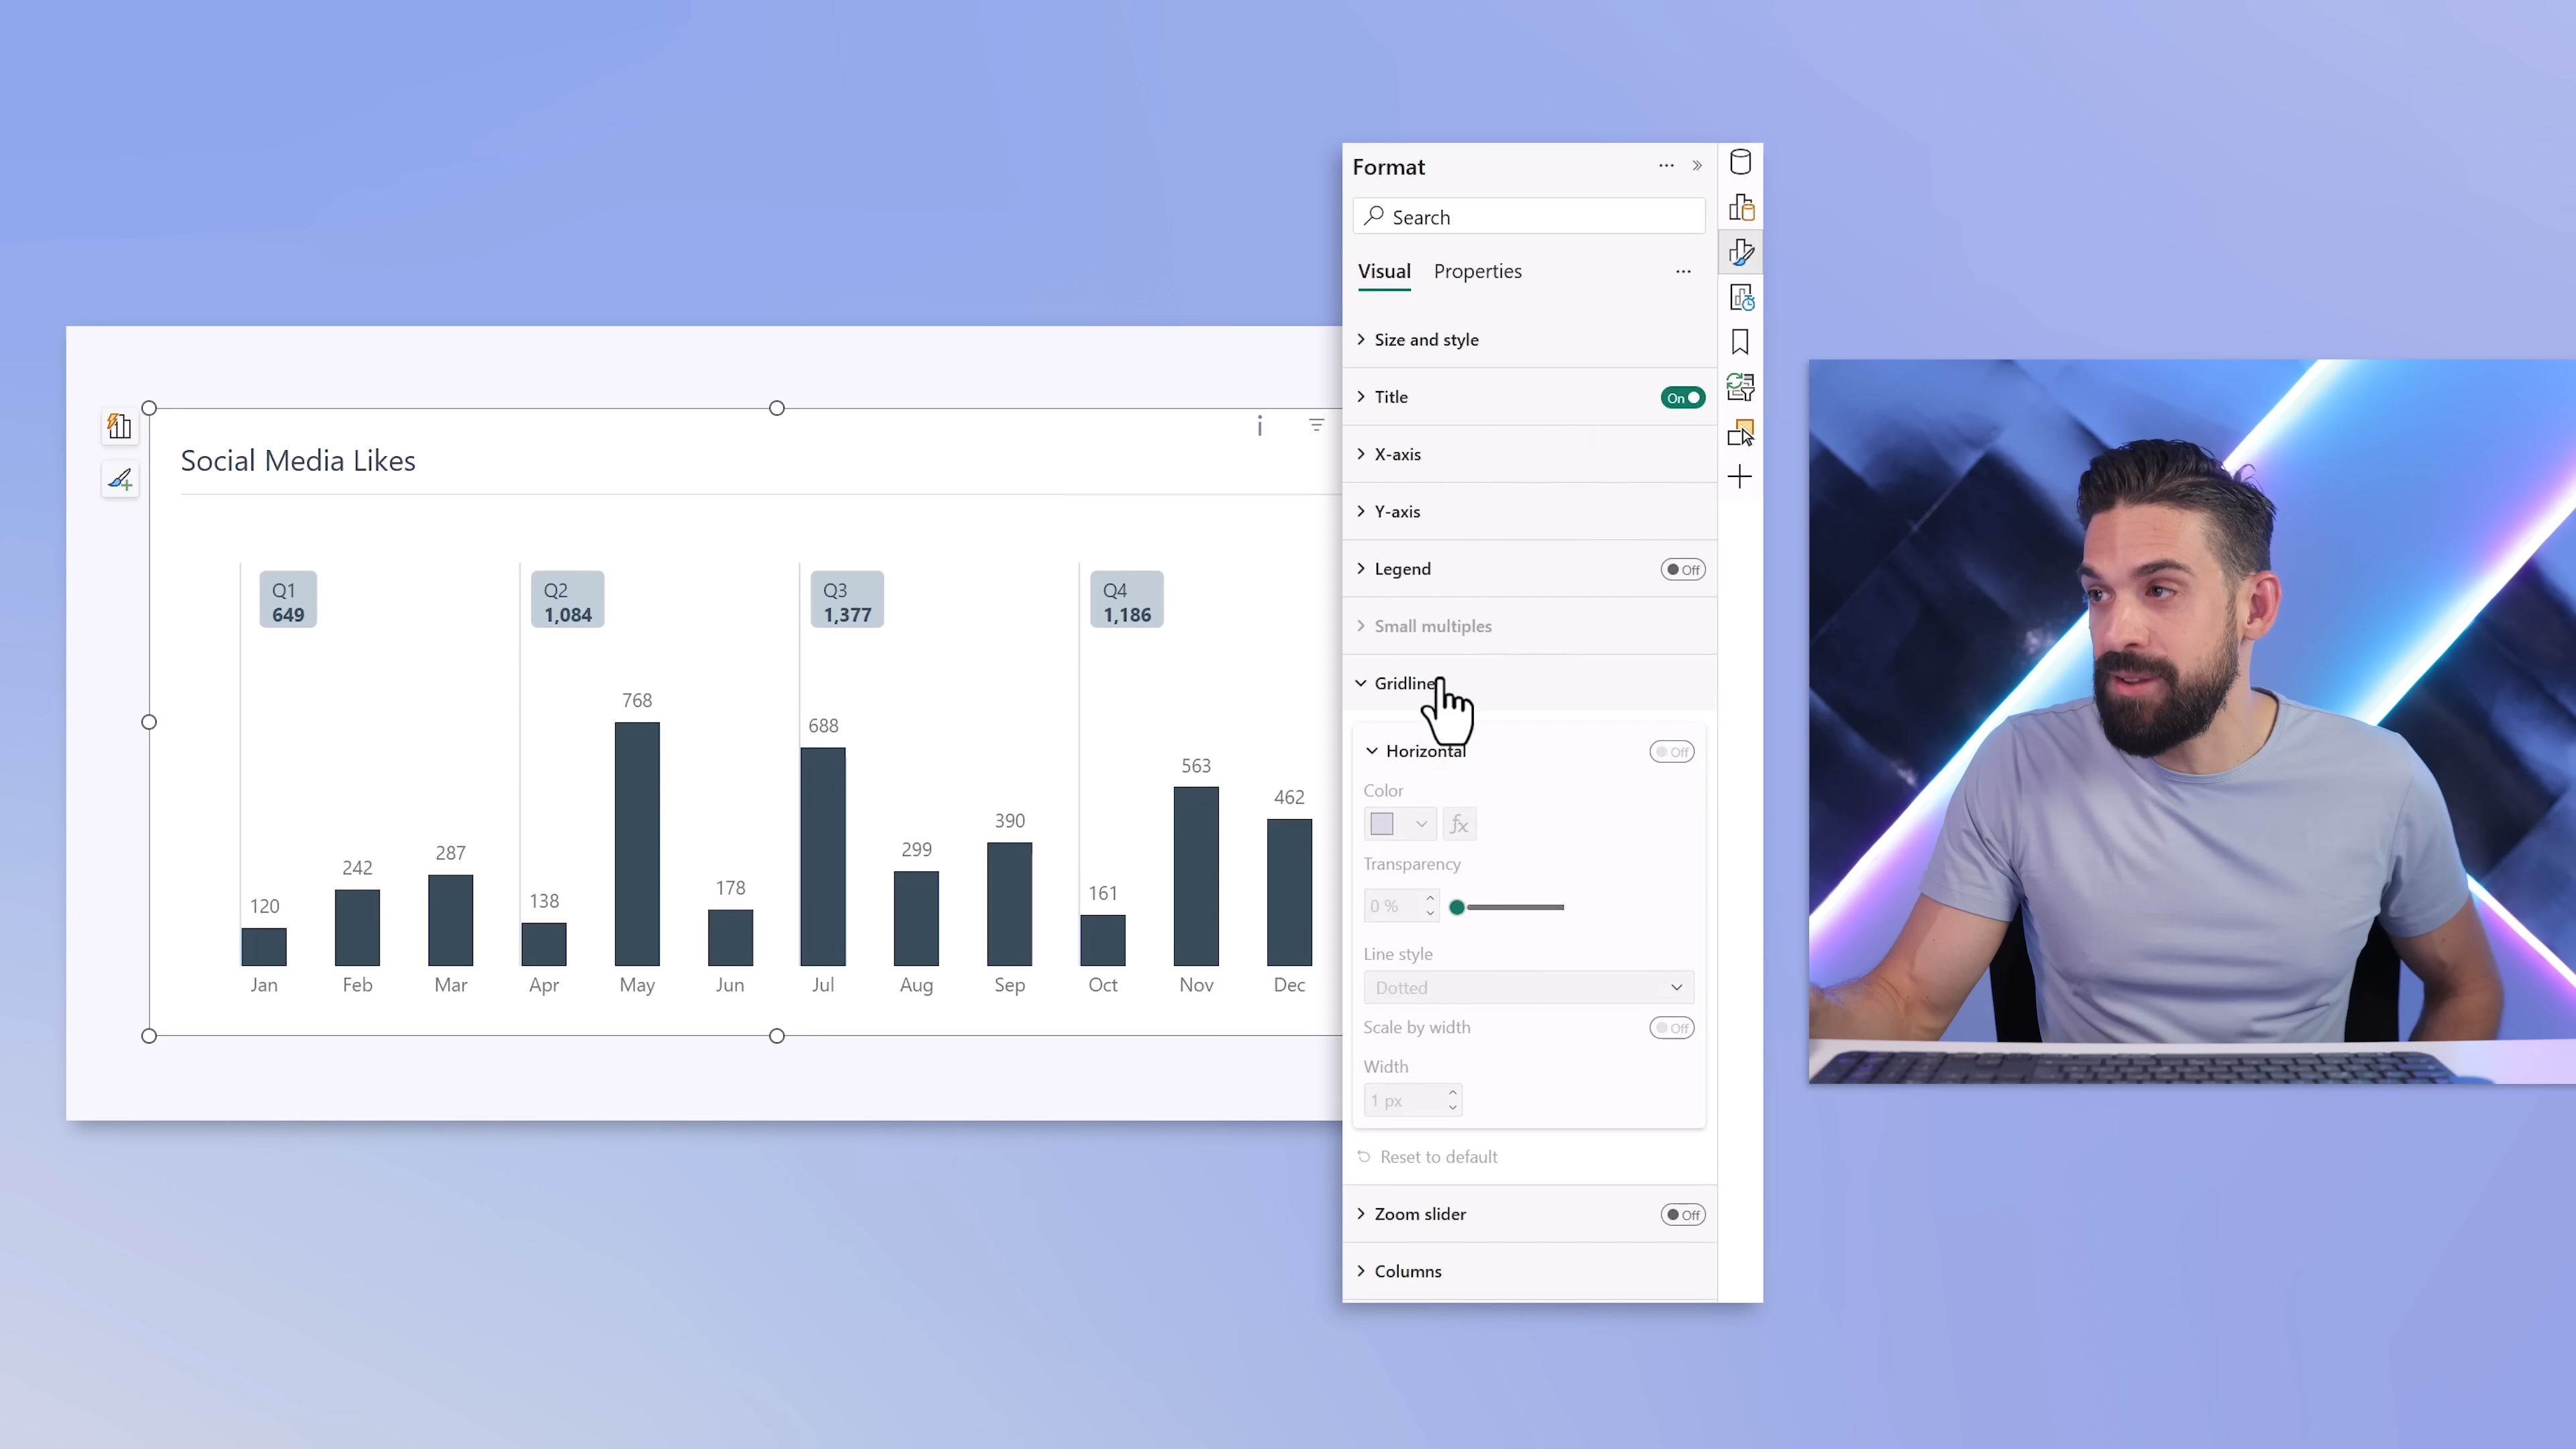 Social Media Likes
Q1
649
Q2
1,084
Q3
1,377
Q4
1,186
120
242
287
138
768
178
688
299
390
161
563
462
Jan
Feb
Mar
Apr
May
Jun
Jul
Aug
Sep
Oct
Nov
Dec
Format
Search
Visual
Properties
Size and style
Title
On
X-axis
Y-axis
Legend
Off
Small multiples
Gridline
Horizontal
Off
Color
fx
Transparency
0 %
Line style
Dotted
Scale by width
Off
Width
1 px
Reset to default
Zoom slider
Off
Columns